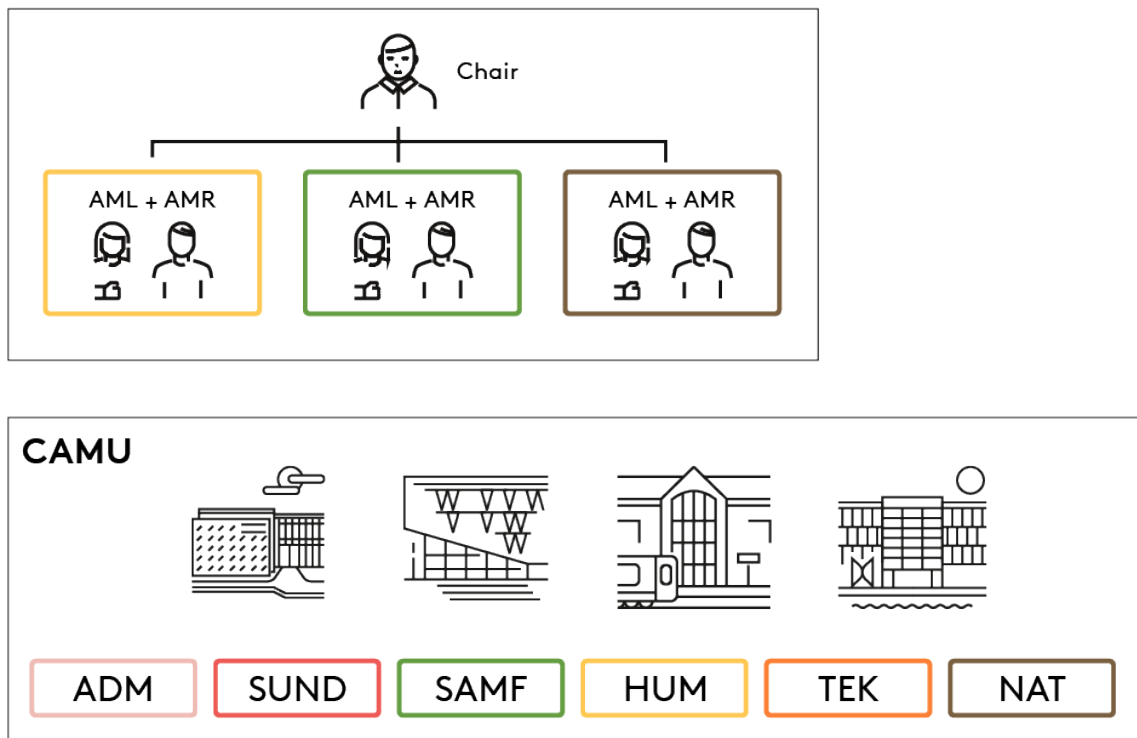 Chair
AML + AMR
AML + AMR
AML + AMR
CAMU
ADM
SUND
SAMF
HUM
TEK
NAT